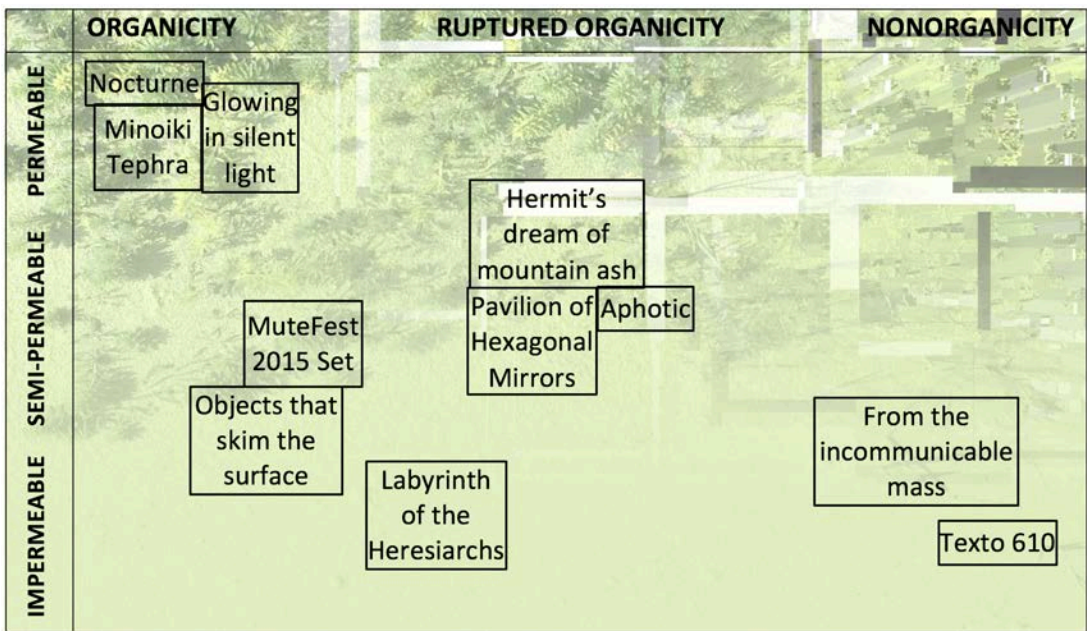 ORGANICITY RUPTURED ORGANICITY NONORGANICITY
PERMEABLE
Nocturne
Minoiki
Tephra
Glowing
in silent
light
Hermit's
dream of
mountain ash
SEMI-PERMEABLE
MuteFest
2015 Set
Pavilion of
Hexagonal
Mirrors
Aphotic
Objects that
skim the
surface
From the
incommunicable
mass
IMPERMEABLE
Labyrinth
of the
Heresiarchs
Texto 610